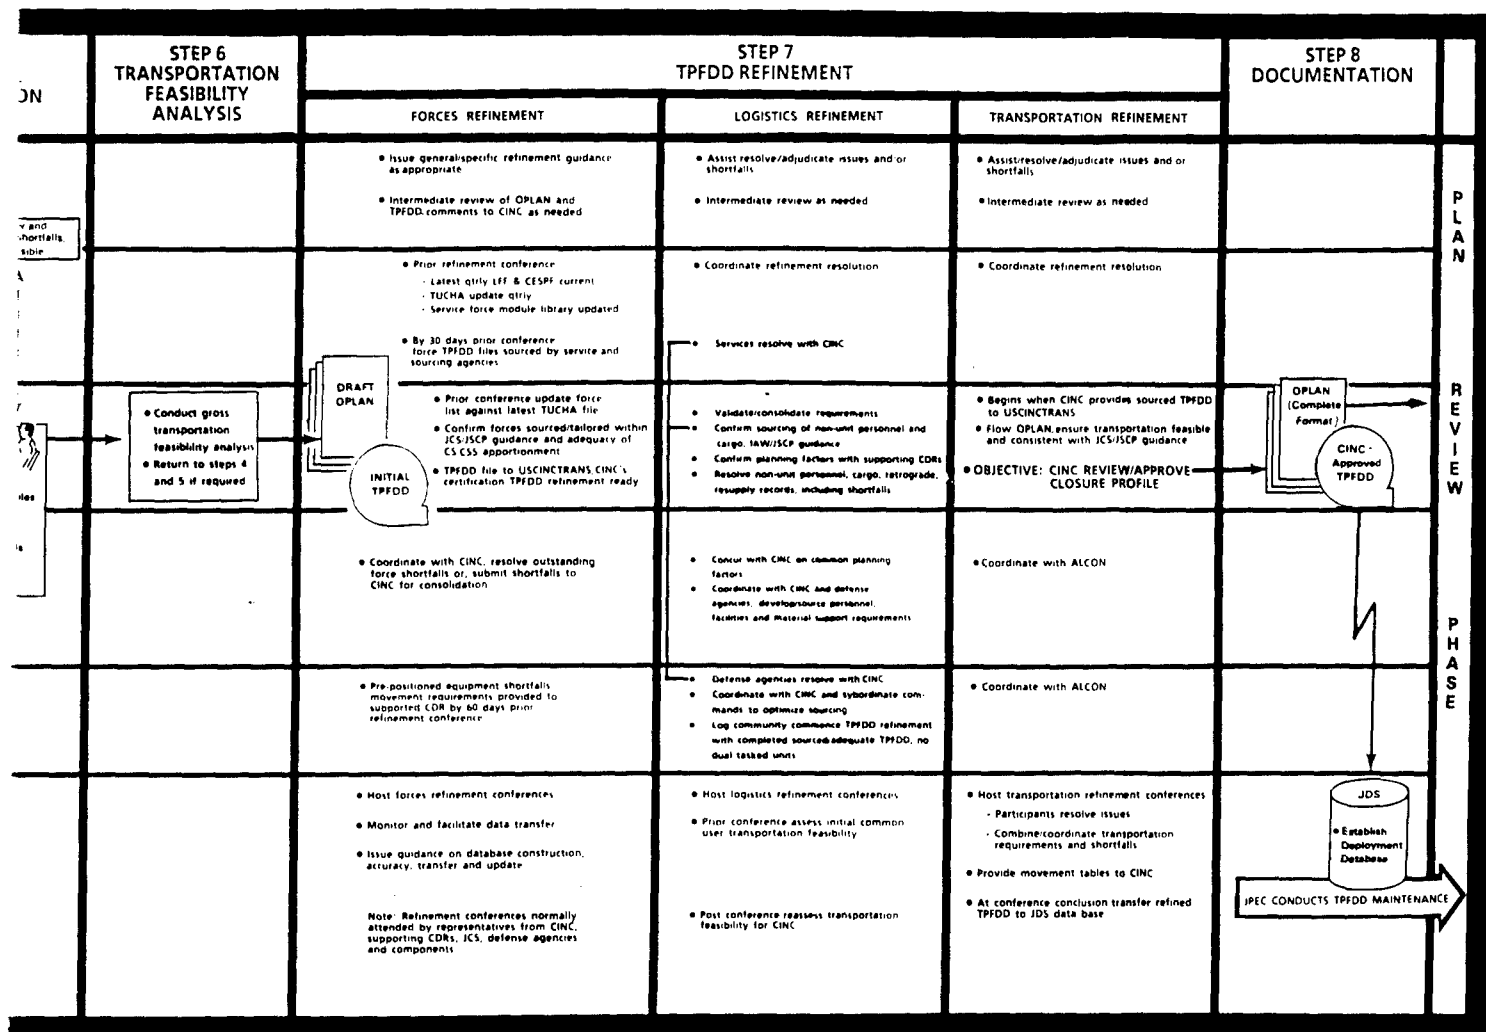 ON
STEP 6
TRANSPORTATION
FEASIBILITY
ANALYSIS
STEP 7
TPFDD REFINEMENT
STEP 8
DOCUMENTATION
FORCES REFINEMENT
LOGISTICS REFINEMENT
TRANSPORTATION REFINEMENT
• Issue general/specific refinement guidance
as appropriate
• Intermediate review of OPLAN and
TPFDD comments to CINC as needed
• Assist resolve/adjudicate issues and/or
shortfalls
• Intermediate review as needed
• Assist/resolve/adjudicate issues and or
shortfalls
• Intermediate review as needed
and
shortfalls,
sible
• Prior refinement conference
- Latest qtrly LFF & CESPF current
- TUCHA update qtrly
- Service force module library updated
• By 30 days prior conference
force TPFDD files sourced by service and
sourcing agencies
• Coordinate refinement resolution
• Services resolve with CINC
• Coordinate refinement resolution
• Conduct gross
transportation
feasibility analysis
• Return to steps 4
and 5 if required
DRAFT
OPLAN
INITIAL
TPFDD
• Prior conference update force
list against latest TUCHA file
• Confirm forces sourced/tailored within
JCS/JSCP guidance and adequacy of
CS CSS apportionment
• TPFDD file to USCINCTRANS CINC's
certification TPFDD refinement ready
• Validate/consolidate requirements
• Confirm sourcing of non-unit personnel and
cargo, IAW/JSCP guidance
• Confirm planning factors with supporting CDRs
• Resolve non-unit personnel, cargo, retrograde,
resupply records, including shortfalls
• Begins when CINC provides sourced TPFDD
to USCINCTRANS
• Flow OPLAN, ensure transportation feasible
and consistent with JCS/JSCP guidance
• OBJECTIVE: CINC REVIEW/APPROVE
CLOSURE PROFILE
OPLAN
(Complete
Format)
CINC -
Approved
TPFDD
• Coordinate with CINC, resolve outstanding
force shortfalls or, submit shortfalls to
CINC for consolidation
• Concur with CINC on common planning
factors
• Coordinate with CINC and defense
agencies, develop/source personnel,
facilities and material support requirements
• Coordinate with ALCON
• Pre-positioned equipment shortfalls
movement requirements provided to
supported CDR by 60 days prior
refinement conference
• Defense agencies resolve with CINC
• Coordinate with CINC and sybordinate com-
mands to optimize sourcing
• Log community commence TPFDD refinement
with completed sourced/adequate TPFDD, no
dual tasked units
• Coordinate with ALCON
• Host forces refinement conferences
• Monitor and facilitate data transfer
• Issue guidance on database construction,
accuracy, transfer and update
Note: Refinement conferences normally
attended by representatives from CINC,
supporting CDRs, JCS, defense agencies
and components
• Host logistics refinement conferences
• Prior conference assess initial common
user transportation feasibility
• Post conference reassess transportation
feasibility for CINC
• Host transportation refinement conferences
- Participants resolve issues
- Combine/coordinate transportation
requirements and shortfalls
• Provide movement tables to CINC
• At conference conclusion transfer refined
TPFDD to JDS data base
JDS
• Establish
Deployment
Database
JPEC CONDUCTS TPFDD MAINTENANCE
PLAN
REVIEW
PHASE